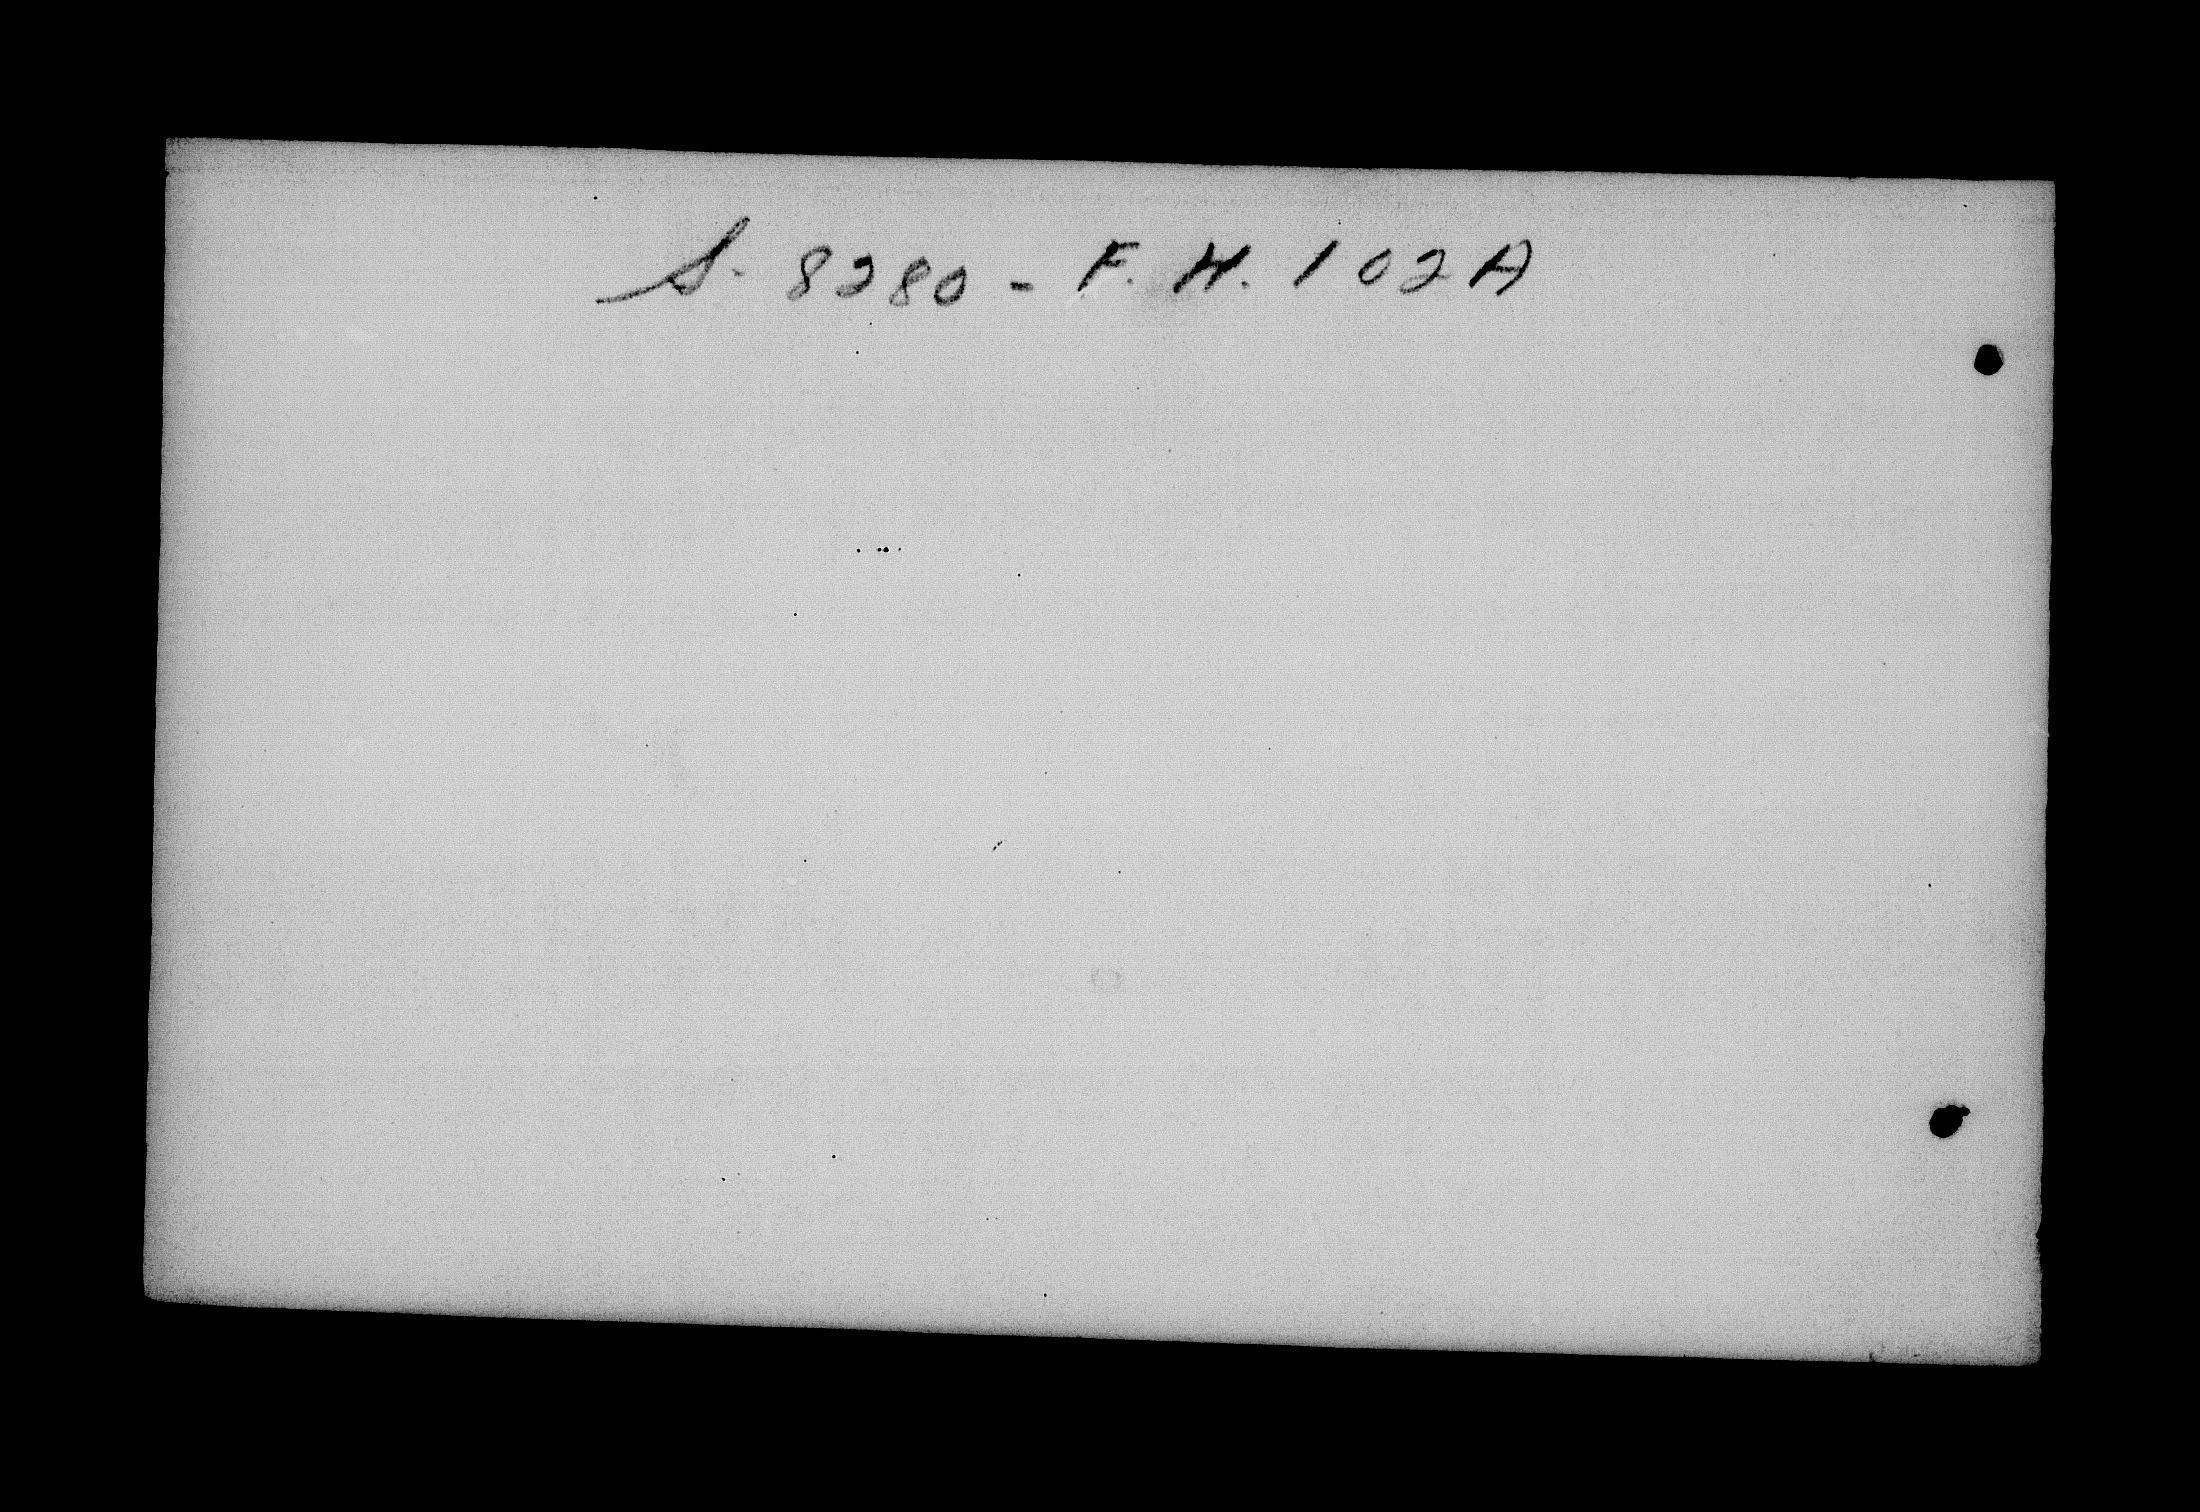 S. 8280 - F. H. 102A